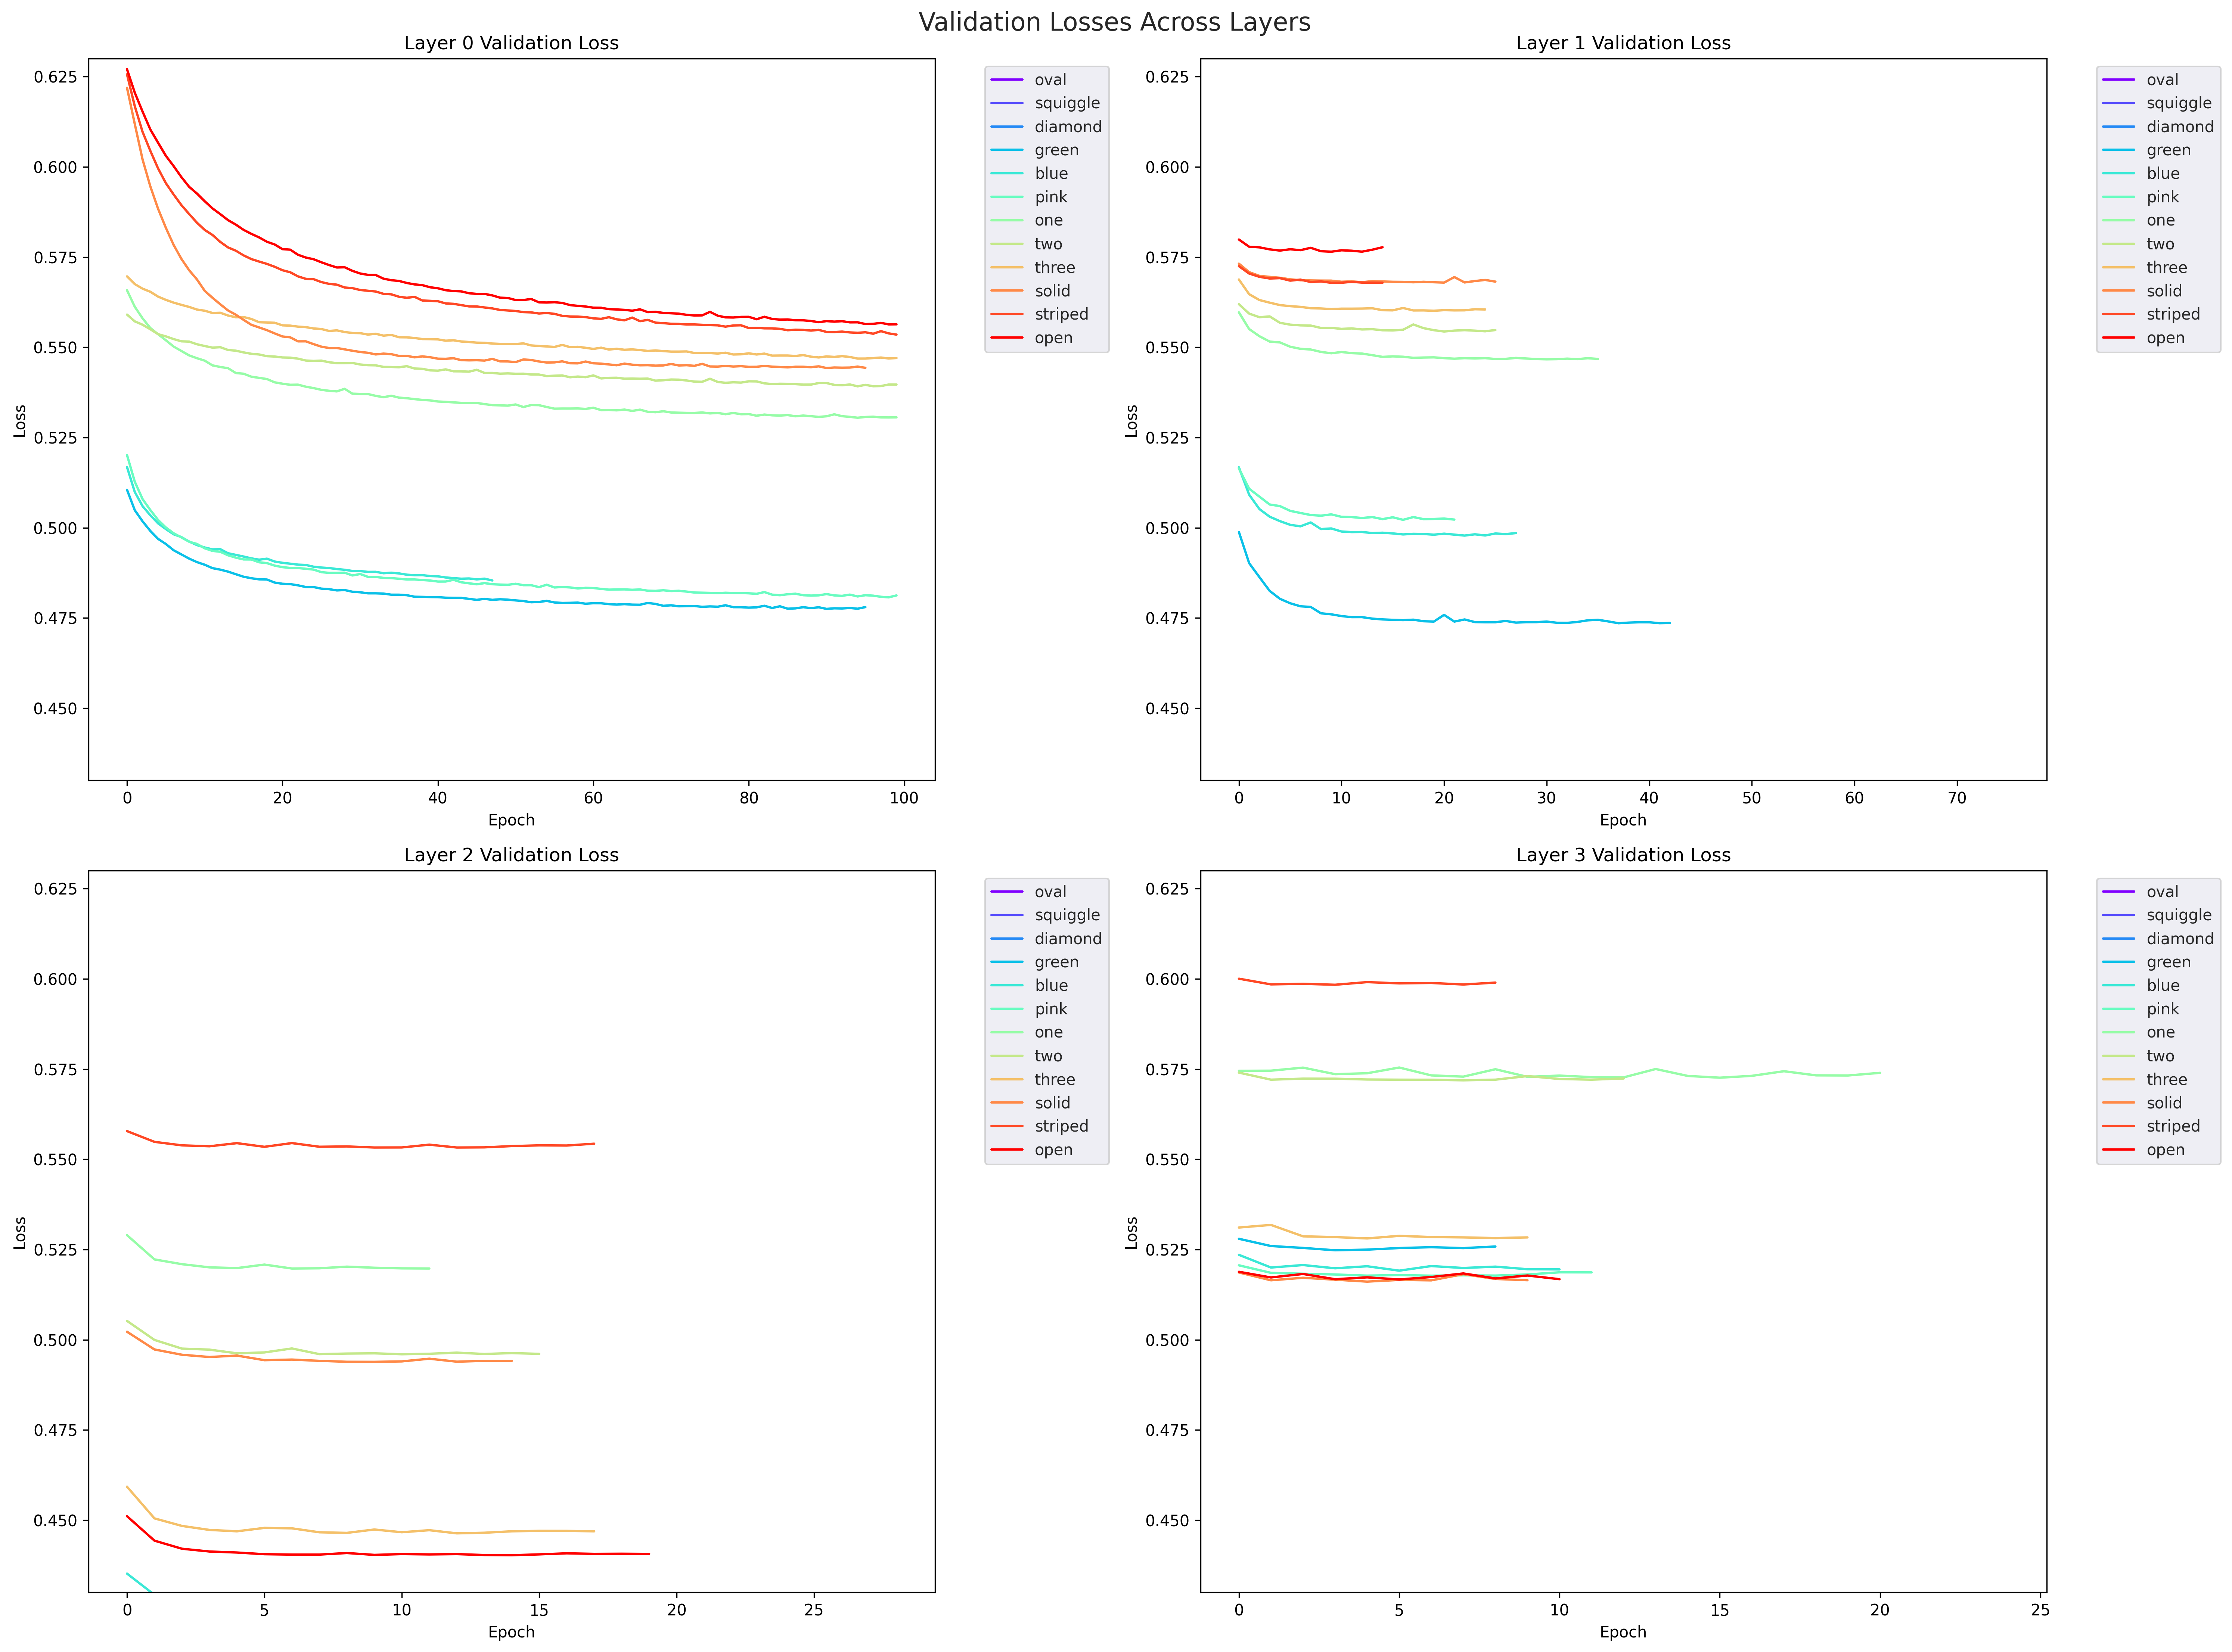 Validation Losses Across Layers
Layer 0 Validation Loss
0.625
0.600
0.575
0.550
0.525
0.500
0.475
0.450
Loss
0 20 40 60 80 100
Epoch
oval
squiggle
diamond
green
blue
pink
one
two
three
solid
striped
open
Layer 1 Validation Loss
0.625
0.600
0.575
0.550
0.525
0.500
0.475
0.450
Loss
0 10 20 30 40 50 60 70
Epoch
oval
squiggle
diamond
green
blue
pink
one
two
three
solid
striped
open
Layer 2 Validation Loss
0.625
0.600
0.575
0.550
0.525
0.500
0.475
0.450
Loss
0 5 10 15 20 25
Epoch
oval
squiggle
diamond
green
blue
pink
one
two
three
solid
striped
open
Layer 3 Validation Loss
0.625
0.600
0.575
0.550
0.525
0.500
0.475
0.450
Loss
0 5 10 15 20 25
Epoch
oval
squiggle
diamond
green
blue
pink
one
two
three
solid
striped
open